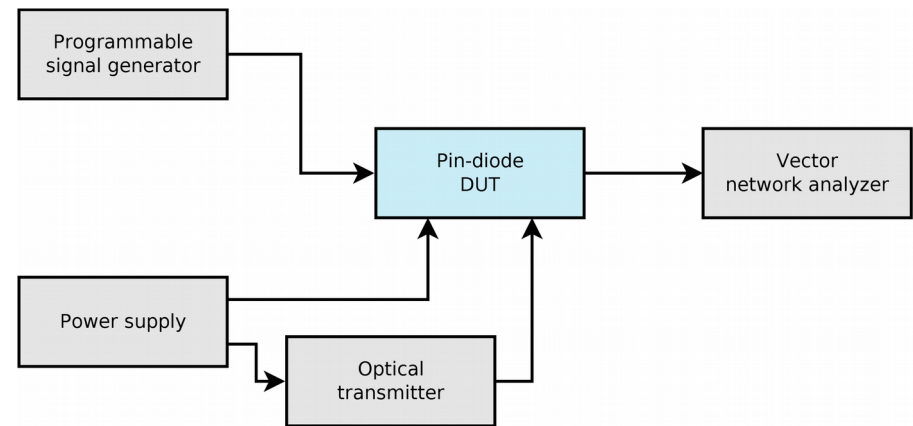 Programmable
signal generator
Pin-diode
DUT
Vector
network analyzer
Power supply
Optical
transmitter